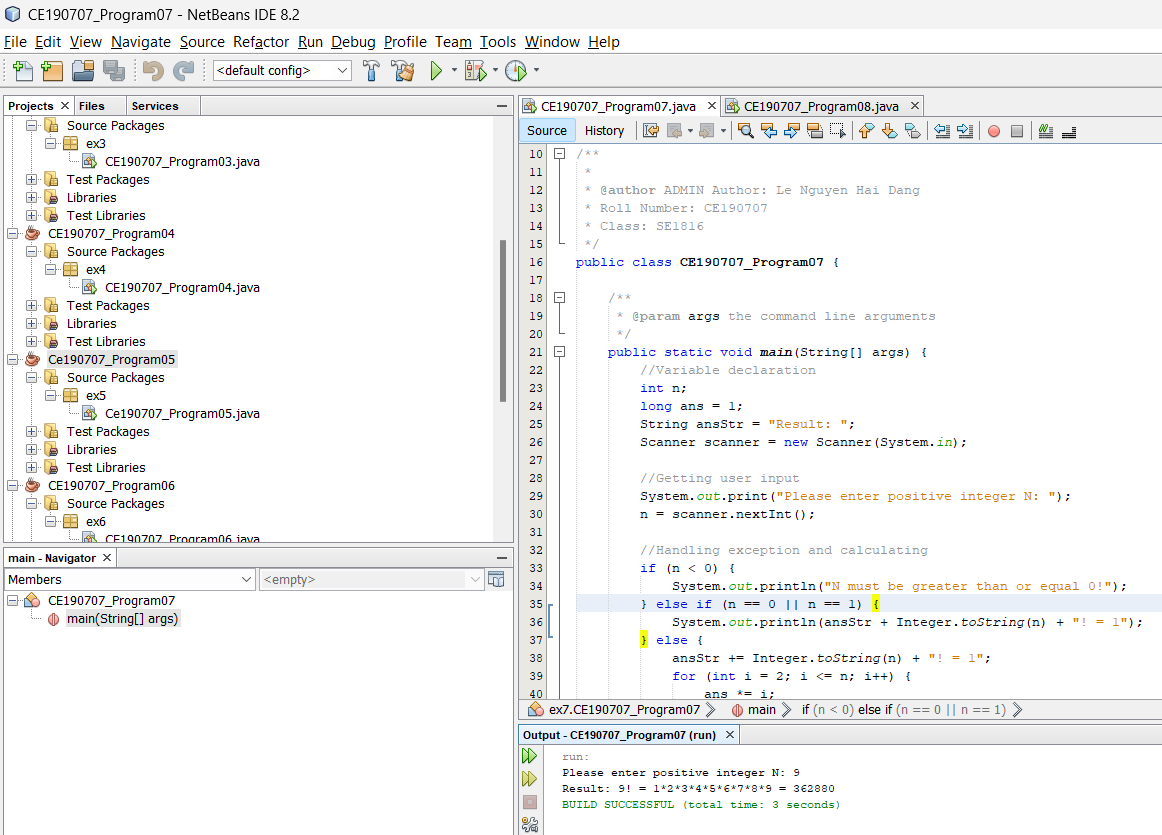 CE190707_Program07 - NetBeans IDE 8.2
File Edit View Navigate Source Refactor Run Debug Profile Team Tools Window Help
<default config>
Projects Files Services
Source Packages
ex3
CE190707_Program03.java
Test Packages
Libraries
Test Libraries
CE190707_Program04
Source Packages
ex4
CE190707_Program04.java
Test Packages
Libraries
Test Libraries
Ce190707_Program05
Source Packages
ex5
Ce190707_Program05.java
Test Packages
Libraries
Test Libraries
CE190707_Program06
Source Packages
ex6
CE190707_Program06.java
main - Navigator
Members <empty>
CE190707_Program07
main(String[] args)
CE190707_Program07.java CE190707_Program08.java
Source History
10 /**
11 *
12 * @author ADMIN Author: Le Nguyen Hai Dang
13 * Roll Number: CE190707
14 * Class: SE1816
15 */
16 public class CE190707_Program07 {
17
18 /**
19 * @param args the command line arguments
20 */
21 public static void main(String[] args) {
22 //Variable declaration
23 int n;
24 long ans = 1;
25 String ansStr = "Result: ";
26 Scanner scanner = new Scanner(System.in);
27
28 //Getting user input
29 System.out.print("Please enter positive integer N: ");
30 n = scanner.nextInt();
31
32 //Handling exception and calculating
33 if (n < 0) {
34 System.out.println("N must be greater than or equal 0!");
35 } else if (n == 0 || n == 1) {
36 System.out.println(ansStr + Integer.toString(n) + "! = 1");
37 } else {
38 ansStr += Integer.toString(n) + "! = 1";
39 for (int i = 2; i <= n; i++) {
40 ans *= i;
ex7.CE190707_Program07 main if (n < 0) else if (n == 0 || n == 1)
Output - CE190707_Program07 (run)
run:
Please enter positive integer N: 9
Result: 9! = 1*2*3*4*5*6*7*8*9 = 362880
BUILD SUCCESSFUL (total time: 3 seconds)